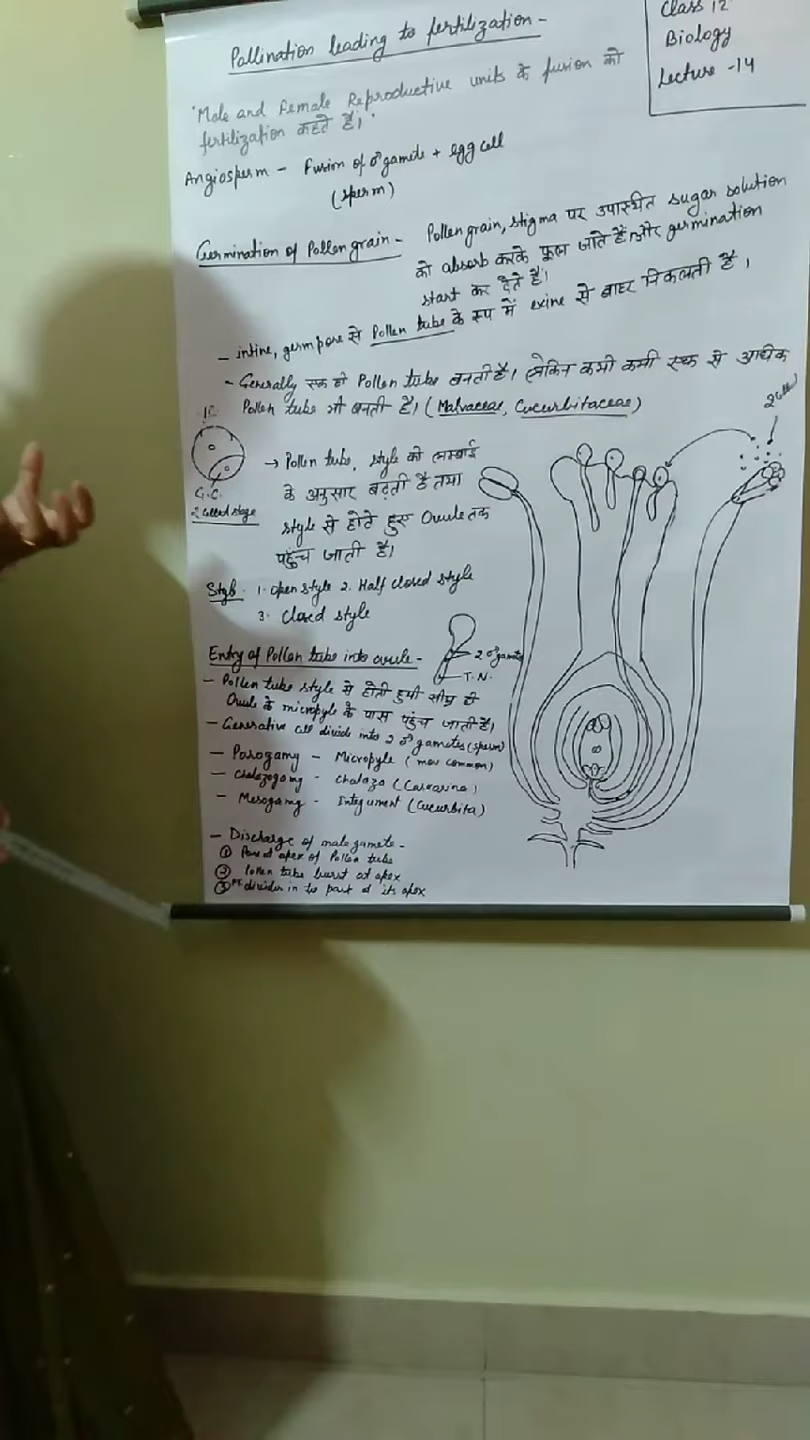 Class 12
Biology
Lecture -14
Pollination leading to fertilization -
"Male and Female Reproductive units के fusion को
fertilization कहते हैं।"
Angiosperm - Fusion of ♂ gamete + egg cell
(sperm)
Germination of Pollen grain - Pollen grain, stigma पर उपास्थीत sugar solution
को absorb करके फूल जाते हैं और germination
start कर देते हैं।
- intine, germpore से Pollen tube के रूप में exine से बाहर निकलती है।
- Generally एक ही Pollen tube बनती है। लेकिन कभी कभी एक से अधिक
Pollen tube भी बनती है। (Malvaceae, Cucurbitaceae)
G.C.
2 celled stage
→ Pollen tube, style की लम्बाई
के अनुसार बढ़ती है तथा
style से होते हुए Ovule तक
पहुंच जाती है।
Style - 1. open style 2. Half closed style
3. Closed style
Entry of Pollen tube into ovule -
2 ♂ gamete
T.N.
- Pollen tube style से होती हुयी सीधे ही
Ovule के micropyle के पास पहुंच जाती है।
- Generative cell divide into 2 ♂ gametes (sperm)
- Porogamy - Micropyle ( common)
- Chalazogamy - chalaza (Casuarina)
- Mesogamy - Integument (Cucurbita)
- Discharge of male gamete -
① Pore at apex of Pollen tube
② Pollen tube burst at apex
③ PT divides in to part at its apex